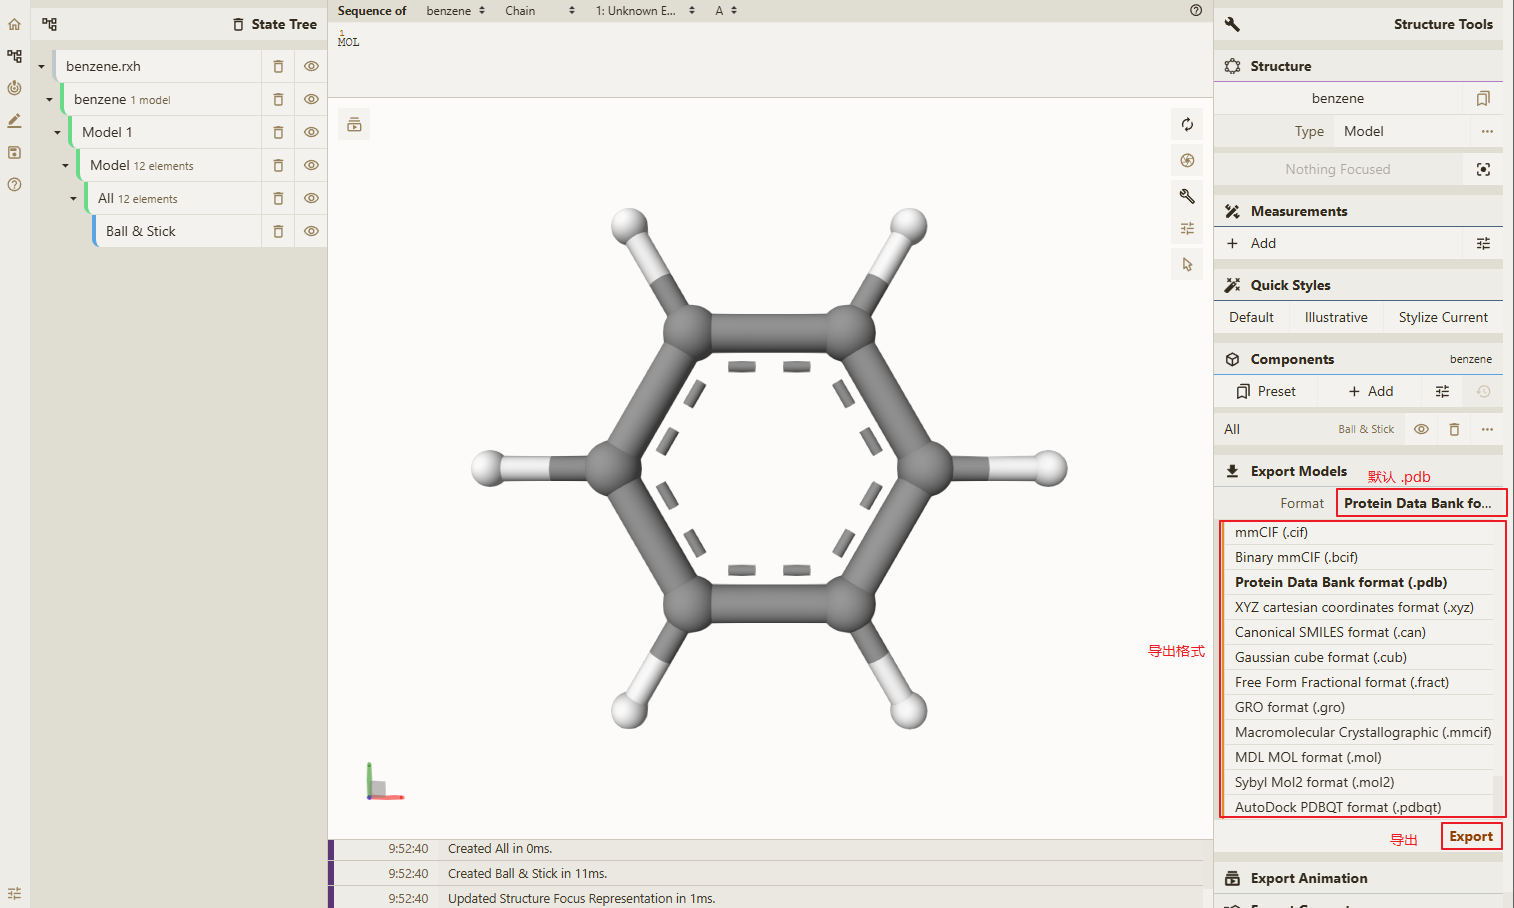 State Tree
benzene.rxh
benzene 1 model
Model 1
Model 12 elements
All 12 elements
Ball & Stick
Sequence of benzene Chain 1: Unknown E... A
1
MOL
9:52:40 Created All in 0ms.
9:52:40 Created Ball & Stick in 11ms.
9:52:40 Updated Structure Focus Representation in 1ms.
导出格式
Structure Tools
Structure
benzene
Type Model
Nothing Focused
Measurements
Add
Quick Styles
Default Illustrative Stylize Current
Components benzene
Preset Add
All Ball & Stick
Export Models
默认 .pdb
Format Protein Data Bank fo...
mmCIF (.cif)
Binary mmCIF (.bcif)
Protein Data Bank format (.pdb)
XYZ cartesian coordinates format (.xyz)
Canonical SMILES format (.can)
Gaussian cube format (.cub)
Free Form Fractional format (.fract)
GRO format (.gro)
Macromolecular Crystallographic (.mmcif)
MDL MOL format (.mol)
Sybyl Mol2 format (.mol2)
AutoDock PDBQT format (.pdbqt)
导出 Export
Export Animation